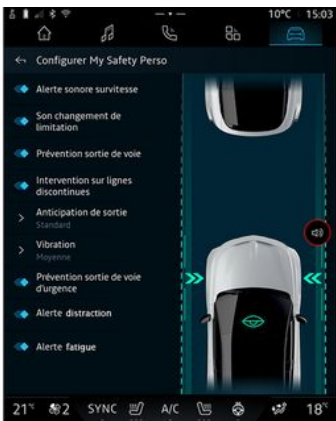 10°C 15:03
Configurer My Safety Perso
Alerte sonore survitesse
Son changement de
limitation
Prévention sortie de voie
Intervention sur lignes
discontinues
Anticipation de sortie
Standard
Vibration
Moyenne
Prévention sortie de voie
d'urgence
Alerte distraction
Alerte fatigue
21° 2 SYNC A/C 18°